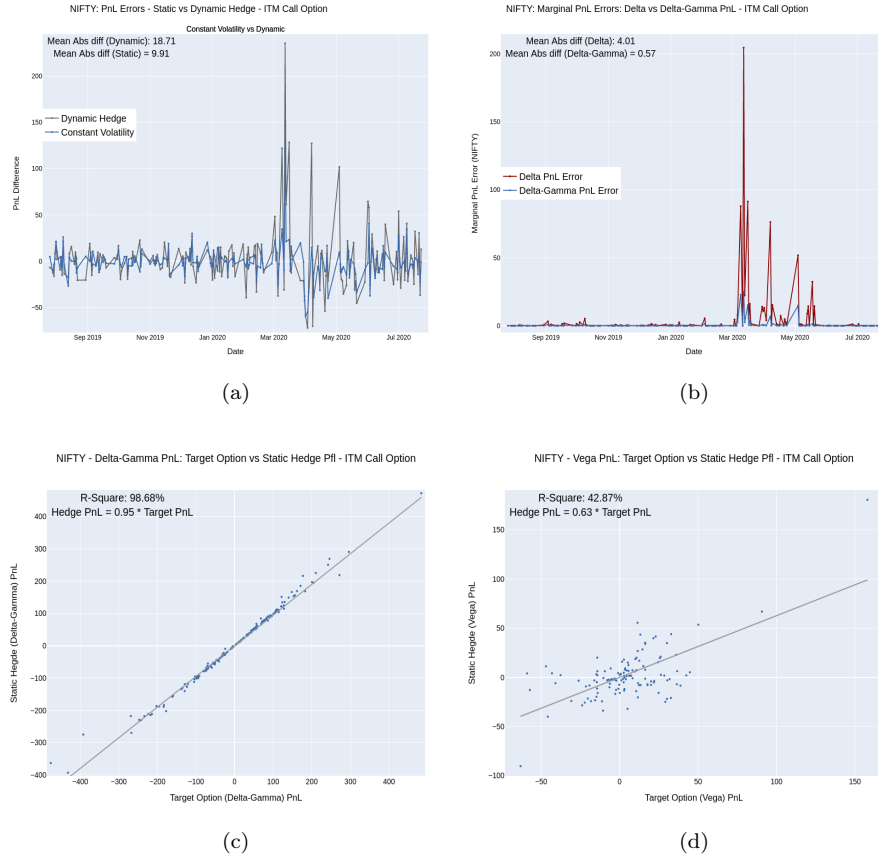 NIFTY: PnL Errors - Static vs Dynamic Hedge - ITM Call Option
Constant Volatility vs Dynamic
Mean Abs diff (Dynamic): 18.71
Mean Abs diff (Static) = 9.91
Dynamic Hedge
Constant Volatility
PnL Difference
200
150
100
50
0
−50
Sep 2019
Nov 2019
Jan 2020
Mar 2020
May 2020
Jul 2020
Date
(a)
NIFTY: Marginal PnL Errors: Delta vs Delta-Gamma PnL - ITM Call Option
Mean Abs diff (Delta): 4.01
Mean Abs diff (Delta-Gamma) = 0.57
Delta PnL Error
Delta-Gamma PnL Error
Marginal PnL Error (NIFTY)
200
150
100
50
0
Sep 2019
Nov 2019
Jan 2020
Mar 2020
May 2020
Jul 2020
Date
(b)
NIFTY - Delta-Gamma PnL: Target Option vs Static Hedge Pfl - ITM Call Option
R-Square: 98.68%
Hedge PnL = 0.95 * Target PnL
Static Hegde (Delta-Gamma) PnL
400
300
200
100
0
−100
−200
−300
−400
−400
−200
0
200
400
Target Option (Delta-Gamma) PnL
(c)
NIFTY - Vega PnL: Target Option vs Static Hedge Pfl - ITM Call Option
R-Square: 42.87%
Hedge PnL = 0.63 * Target PnL
Static Hegde (Vega) PnL
150
100
50
0
−50
−100
−50
0
50
100
150
Target Option (Vega) PnL
(d)